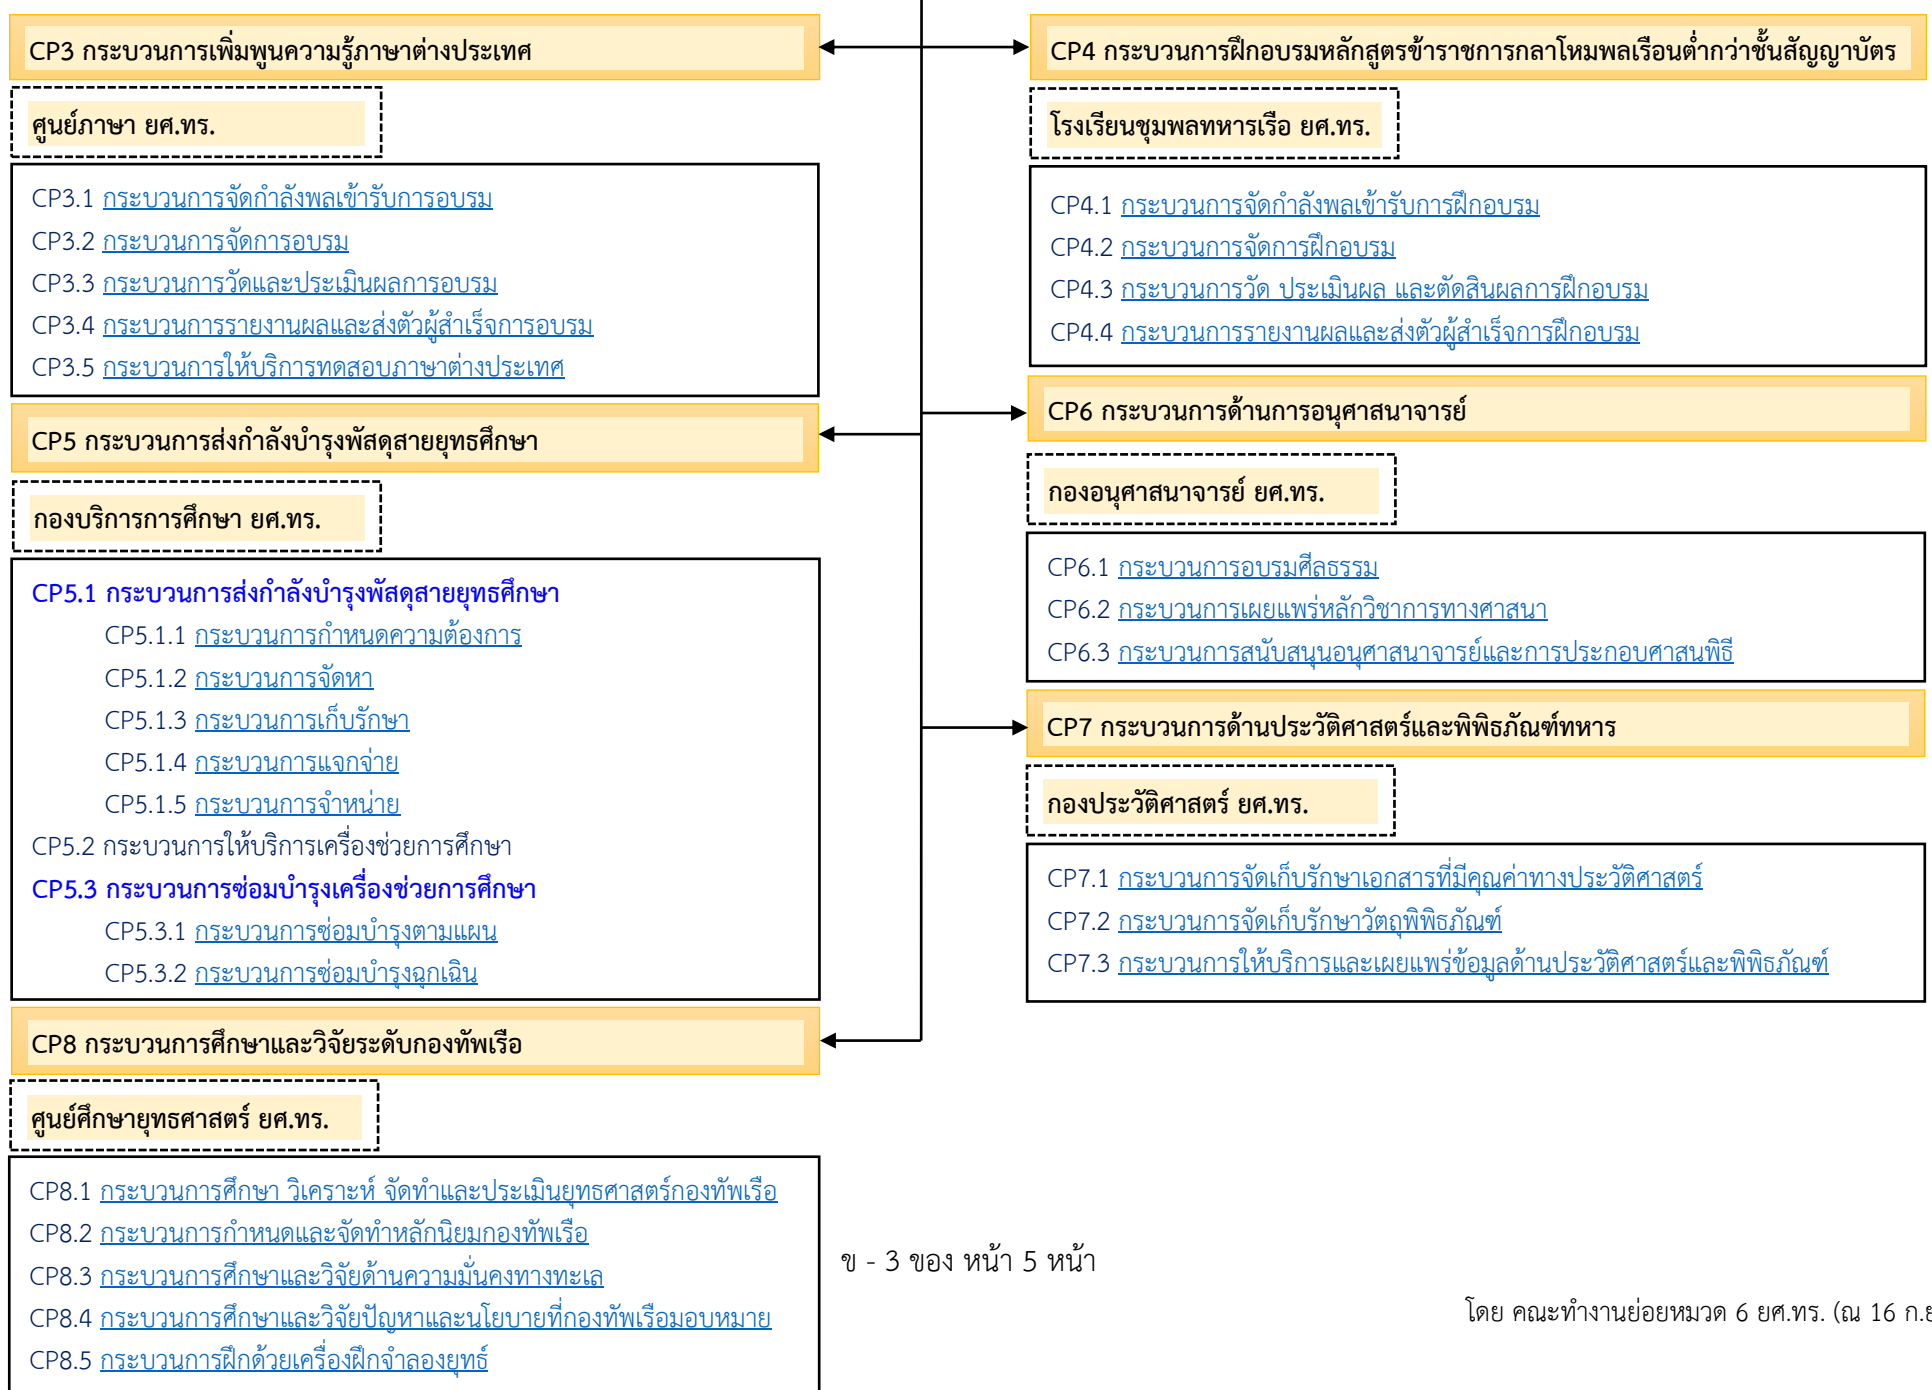 CP3 กระบวนการเพิ่มพูนความรู้ภาษาต่างประเทศ
ศูนย์ภาษา ยศ.ทร.
CP3.1 กระบวนการจัดกำลังพลเข้ารับการอบรม
CP3.2 กระบวนการจัดการอบรม
CP3.3 กระบวนการวัดและประเมินผลการอบรม
CP3.4 กระบวนการรายงานผลและส่งตัวผู้สำเร็จการอบรม
CP3.5 กระบวนการให้บริการทดสอบภาษาต่างประเทศ
CP4 กระบวนการฝึกอบรมหลักสูตรข้าราชการกลาโหมพลเรือนต่ำกว่าชั้นสัญญาบัตร
โรงเรียนชุมพลทหารเรือ ยศ.ทร.
CP4.1 กระบวนการจัดกำลังพลเข้ารับการฝึกอบรม
CP4.2 กระบวนการจัดการฝึกอบรม
CP4.3 กระบวนการวัด ประเมินผล และตัดสินผลการฝึกอบรม
CP4.4 กระบวนการรายงานผลและส่งตัวผู้สำเร็จการฝึกอบรม
CP5 กระบวนการส่งกำลังบำรุงพัสดุสายยุทธศึกษา
กองบริการการศึกษา ยศ.ทร.
CP5.1 กระบวนการส่งกำลังบำรุงพัสดุสายยุทธศึกษา
CP5.1.1 กระบวนการกำหนดความต้องการ
CP5.1.2 กระบวนการจัดหา
CP5.1.3 กระบวนการเก็บรักษา
CP5.1.4 กระบวนการแจกจ่าย
CP5.1.5 กระบวนการจำหน่าย
CP5.2 กระบวนการให้บริการเครื่องช่วยการศึกษา
CP5.3 กระบวนการซ่อมบำรุงเครื่องช่วยการศึกษา
CP5.3.1 กระบวนการซ่อมบำรุงตามแผน
CP5.3.2 กระบวนการซ่อมบำรุงฉุกเฉิน
CP6 กระบวนการด้านการอนุศาสนาจารย์
กองอนุศาสนาจารย์ ยศ.ทร.
CP6.1 กระบวนการอบรมศีลธรรม
CP6.2 กระบวนการเผยแพร่หลักวิชาการทางศาสนา
CP6.3 กระบวนการสนับสนุนอนุศาสนาจารย์และการประกอบศาสนพิธี
CP7 กระบวนการด้านประวัติศาสตร์และพิพิธภัณฑ์ทหาร
กองประวัติศาสตร์ ยศ.ทร.
CP7.1 กระบวนการจัดเก็บรักษาเอกสารที่มีคุณค่าทางประวัติศาสตร์
CP7.2 กระบวนการจัดเก็บรักษาวัตถุพิพิธภัณฑ์
CP7.3 กระบวนการให้บริการและเผยแพร่ข้อมูลด้านประวัติศาสตร์และพิพิธภัณฑ์
CP8 กระบวนการศึกษาและวิจัยระดับกองทัพเรือ
ศูนย์ศึกษายุทธศาสตร์ ยศ.ทร.
CP8.1 กระบวนการศึกษา วิเคราะห์ จัดทำและประเมินยุทธศาสตร์กองทัพเรือ
CP8.2 กระบวนการกำหนดและจัดทำหลักนิยมกองทัพเรือ
CP8.3 กระบวนการศึกษาและวิจัยด้านความมั่นคงทางทะเล
CP8.4 กระบวนการศึกษาและวิจัยปัญหาและนโยบายที่กองทัพเรือมอบหมาย
CP8.5 กระบวนการฝึกด้วยเครื่องฝึกจำลองยุทธ์
ข - 3 ของ หน้า 5 หน้า
โดย คณะทำงานย่อยหมวด 6 ยศ.ทร. (ณ 16